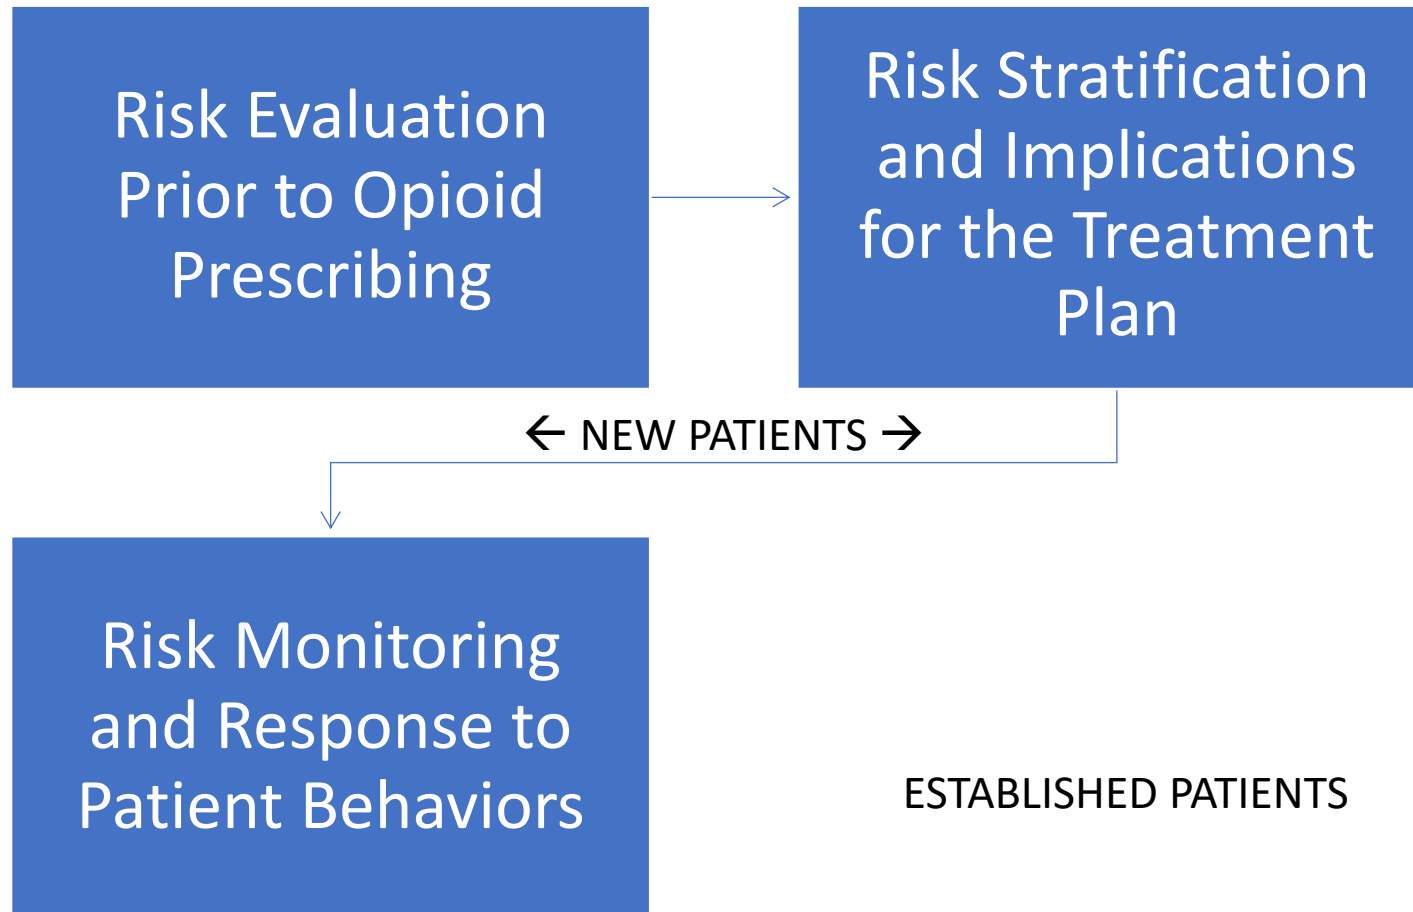 Risk Evaluation
Prior to Opioid
Prescribing
Risk Stratification
and Implications
for the Treatment
Plan
← NEW PATIENTS →
Risk Monitoring
and Response to
Patient Behaviors
ESTABLISHED PATIENTS